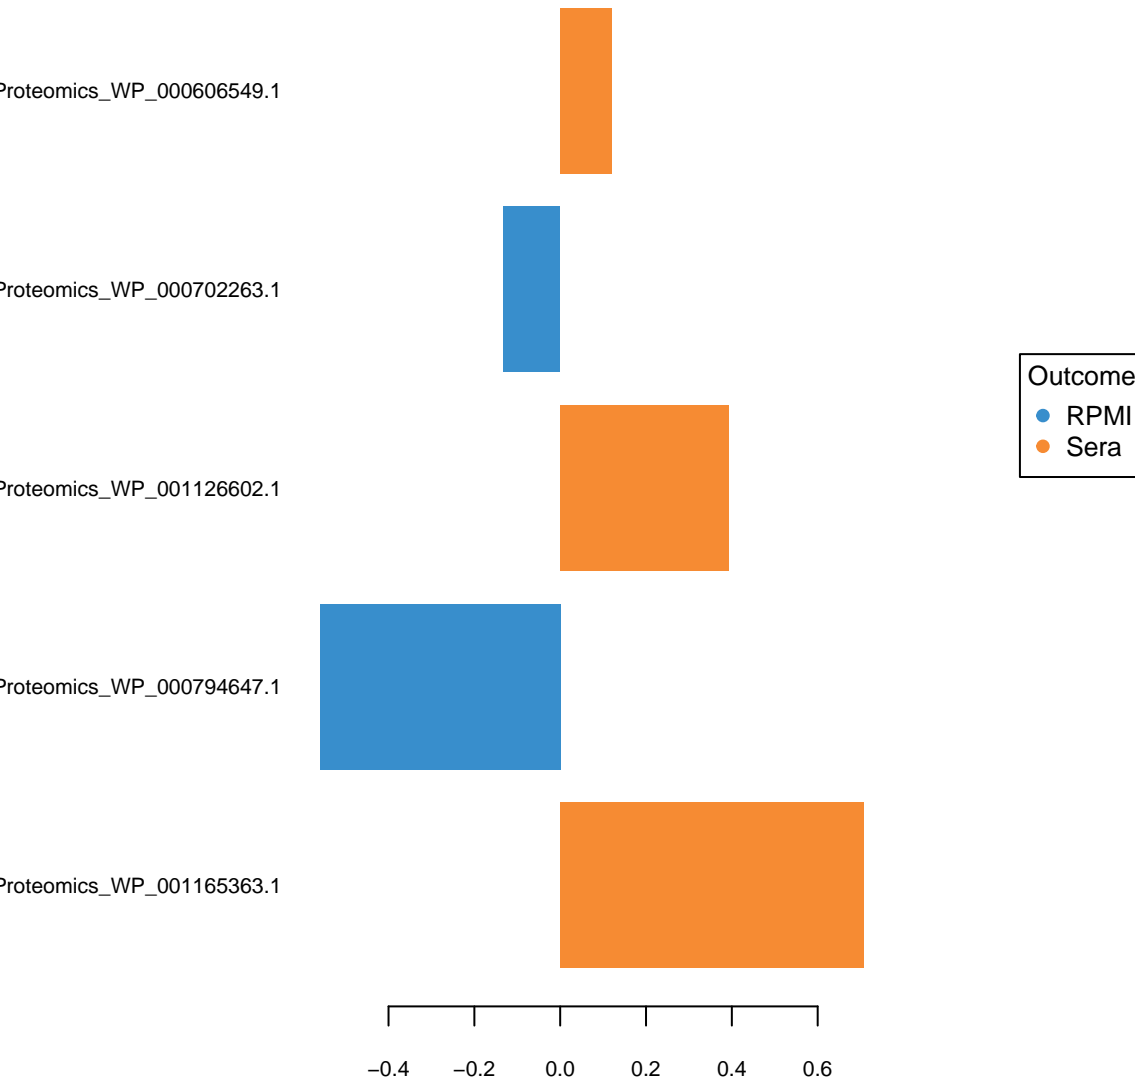 Proteomics_WP_000606549.1
Proteomics_WP_000702263.1
Proteomics_WP_001126602.1
Proteomics_WP_000794647.1
Proteomics_WP_001165363.1
Outcome
RPMI
Sera
−0.4 −0.2 0.0 0.2 0.4 0.6